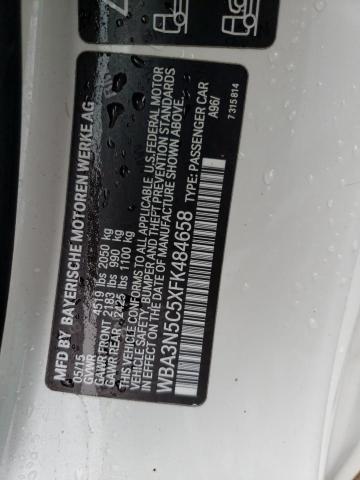 MFD BY BAYERISCHE MOTOREN WERKE AG
05/15
GVWR 4519 lbs 2050 kg
GAWR FRONT 2183 lbs 990 kg
GAWR REAR 2425 lbs 1100 kg
THIS VEHICLE CONFORMS TO ALL APPLICABLE U.S. FEDERAL MOTOR
VEHICLE SAFETY, BUMPER, AND THEFT PREVENTION STANDARDS
IN EFFECT ON THE DATE OF MANUFACTURE SHOWN ABOVE.
WBA3N5C5XFK484658 TYPE: PASSENGER CAR
A96/
7 315 814